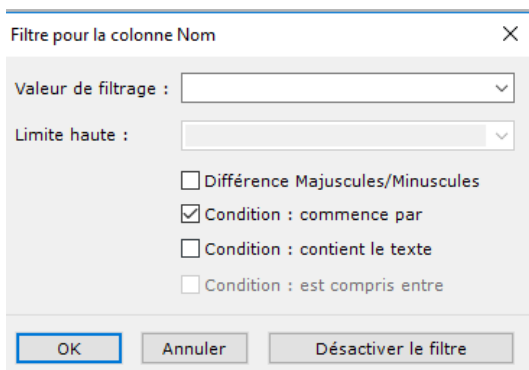 Filtre pour la colonne Nom
Valeur de filtrage :
Limite haute :
Différence Majuscules/Minuscules
Condition : commence par
Condition : contient le texte
Condition : est compris entre
OK Annuler Désactiver le filtre